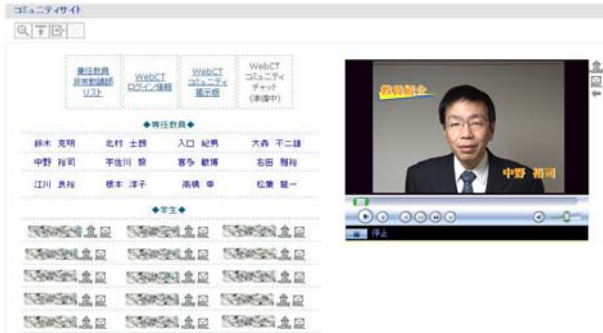 コミュニティサイト
専任教員
非常勤講師
リスト
WebCT
ログイン情報
WebCT
コミュニティ
掲示板
WebCT
コミュニティ
チャット
(準備中)
◆専任教員◆
鈴木 克明 北村 士朗 入口 紀男 大森 不二雄
中野 裕司 宇佐川 毅 喜多 敏博 右田 雅裕
江川 良裕 根本 淳子 高橋 幸 松葉 龍一
◆学生◆
教員紹介
中野 裕司
停止